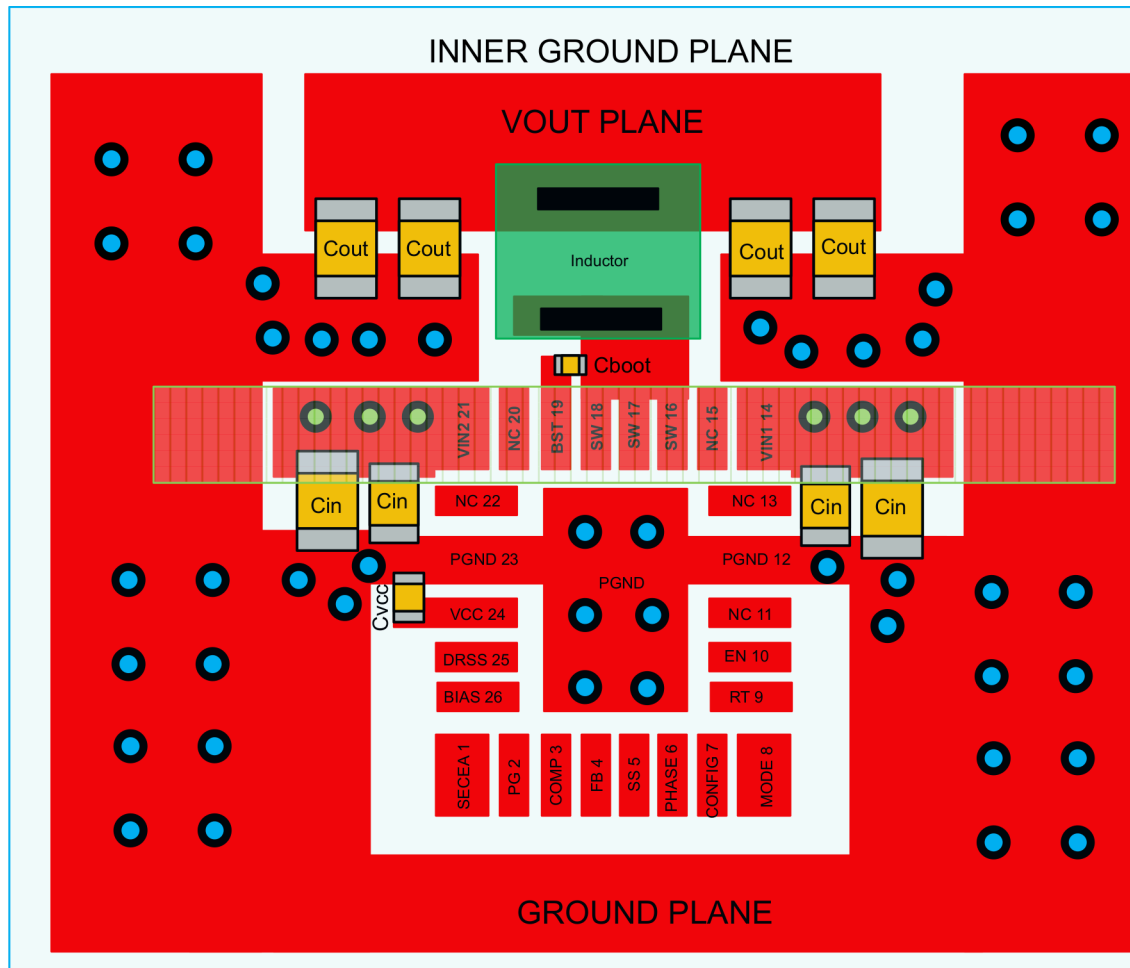 INNER GROUND PLANE
VOUT PLANE
Cout
Cout
Inductor
Cout
Cout
Cboot
VIN2 21
NC 20
BST 19
SW 18
SW 17
SW 16
NC 15
VIN1 14
Cin
Cin
NC 22
NC 13
Cin
Cin
PGND 23
PGND
PGND 12
Cvcc
VCC 24
NC 11
DRSS 25
EN 10
BIAS 26
RT 9
SECEA 1
PG 2
COMP 3
FB 4
SS 5
PHASE 6
CONFIG 7
MODE 8
GROUND PLANE